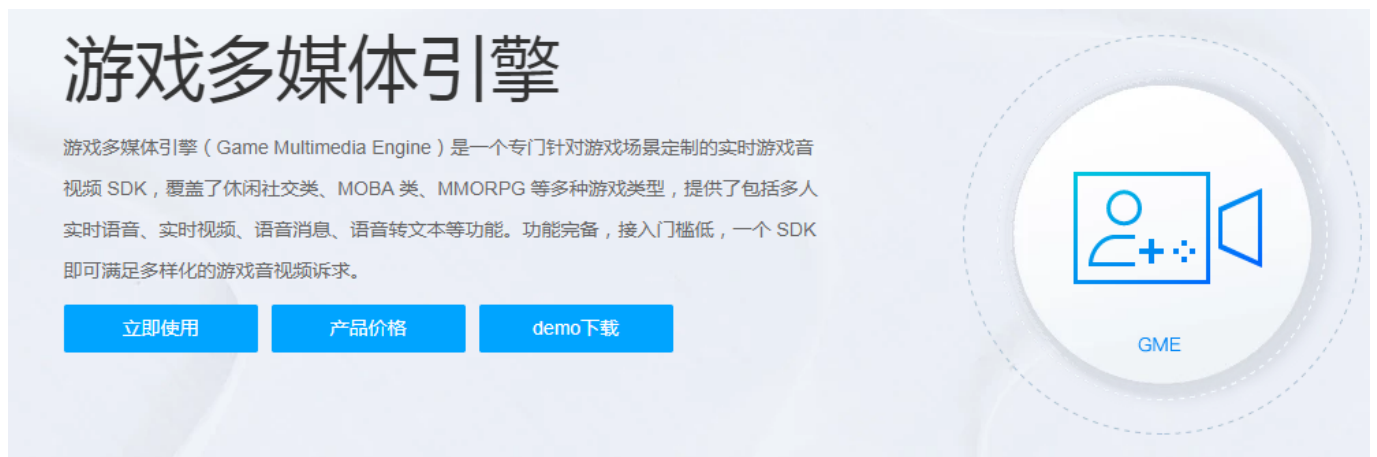 游戏多媒体引擎
游戏多媒体引擎（Game Multimedia Engine）是一个专门针对游戏场景定制的实时游戏音
视频 SDK，覆盖了休闲社交类、MOBA 类、MMORPG 等多种游戏类型，提供了包括多人
实时语音、实时视频、语音消息、语音转文本等功能。功能完备，接入门槛低，一个 SDK
即可满足多样化的游戏音视频诉求。
立即使用
产品价格
demo下载
GME